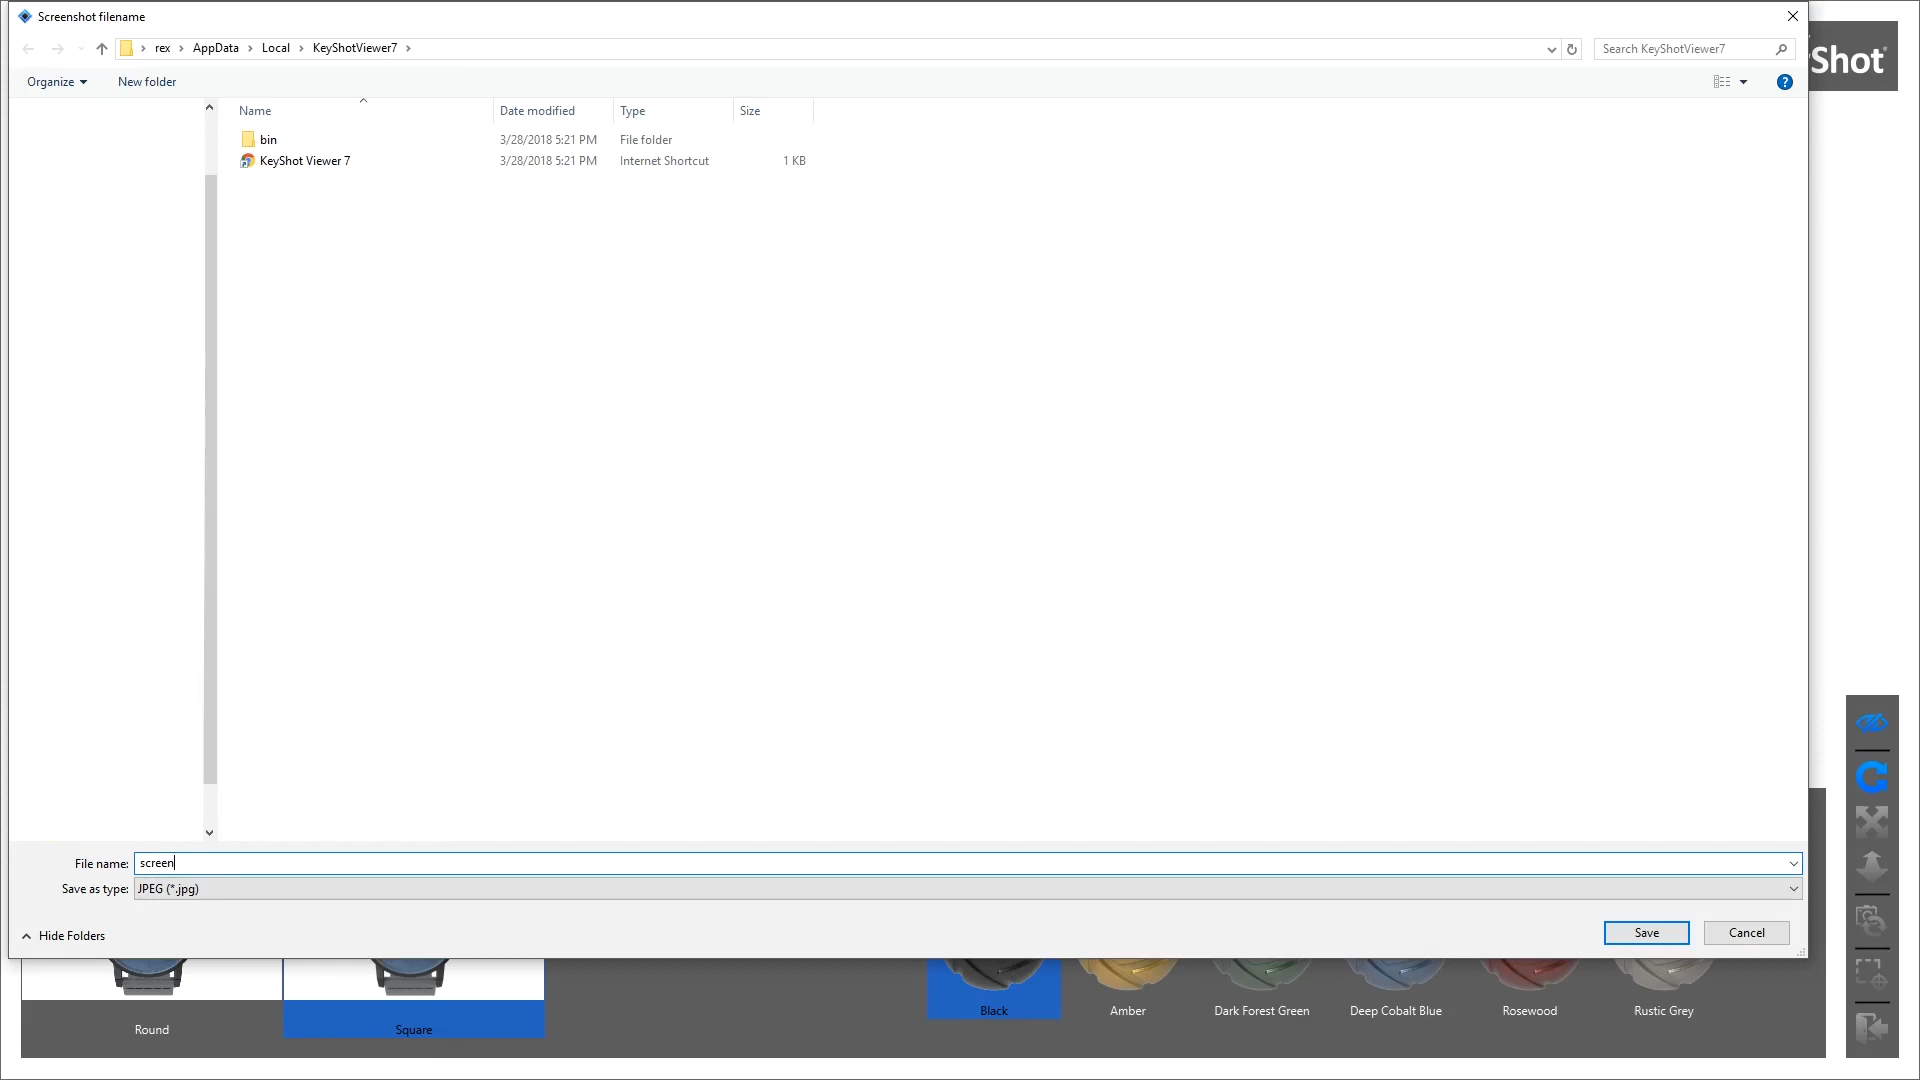 Screenshot filename
rex > AppData > Local > KeyShotViewer7 >
Search KeyShotViewer7
Shot
Organize
New folder
?
Name
Date modified
Type
Size
bin
3/28/2018 5:21 PM
File folder
KeyShot Viewer 7
3/28/2018 5:21 PM
Internet Shortcut
1 KB
File name:
screen
Save as type:
JPEG (*.jpg)
Hide Folders
Save
Cancel
Round
Square
Black
Amber
Dark Forest Green
Deep Cobalt Blue
Rosewood
Rustic Grey